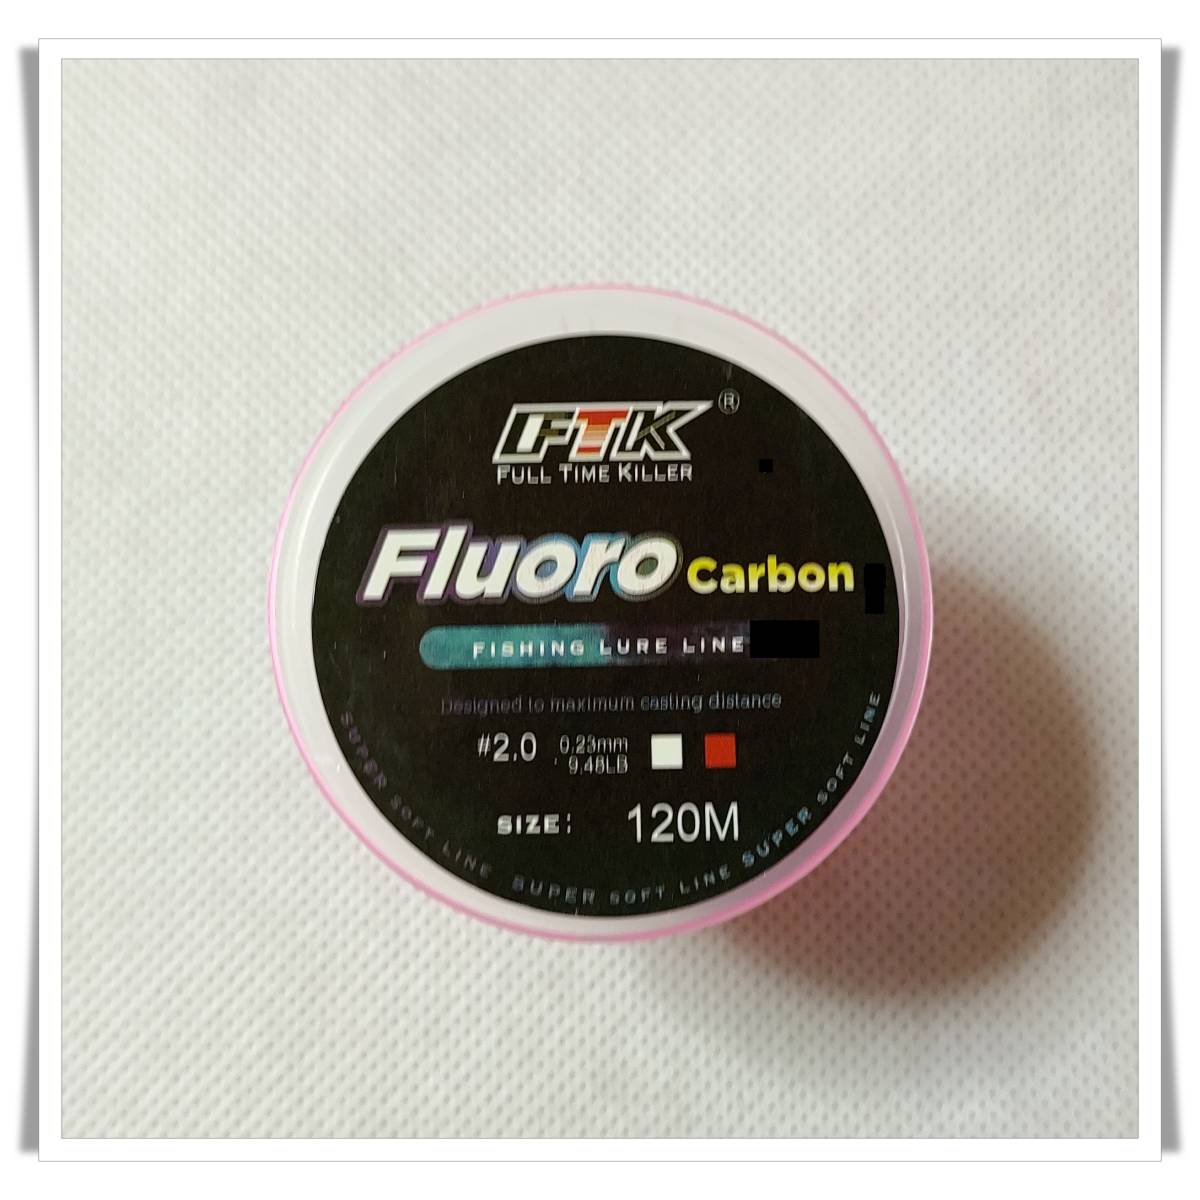 FTK ®
FULL TIME KILLER
Fluoro Carbon
FISHING LURE LINE
Designed to maximum casting distance
#2.0 0.23mm
9.48LB
SIZE: 120M
SUPER SOFT LINE SUPER SOFT LINE SUPER SOFT LINE